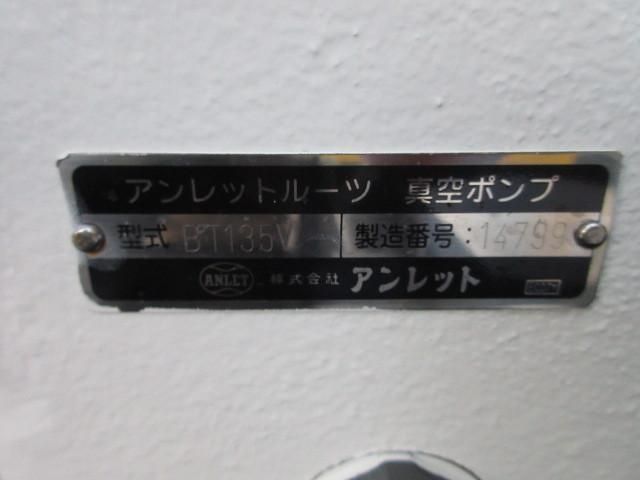 アンレットルーツ 真空ポンプ
型式 BT135V 製造番号: 14799
ANLET 株式会社 アンレット